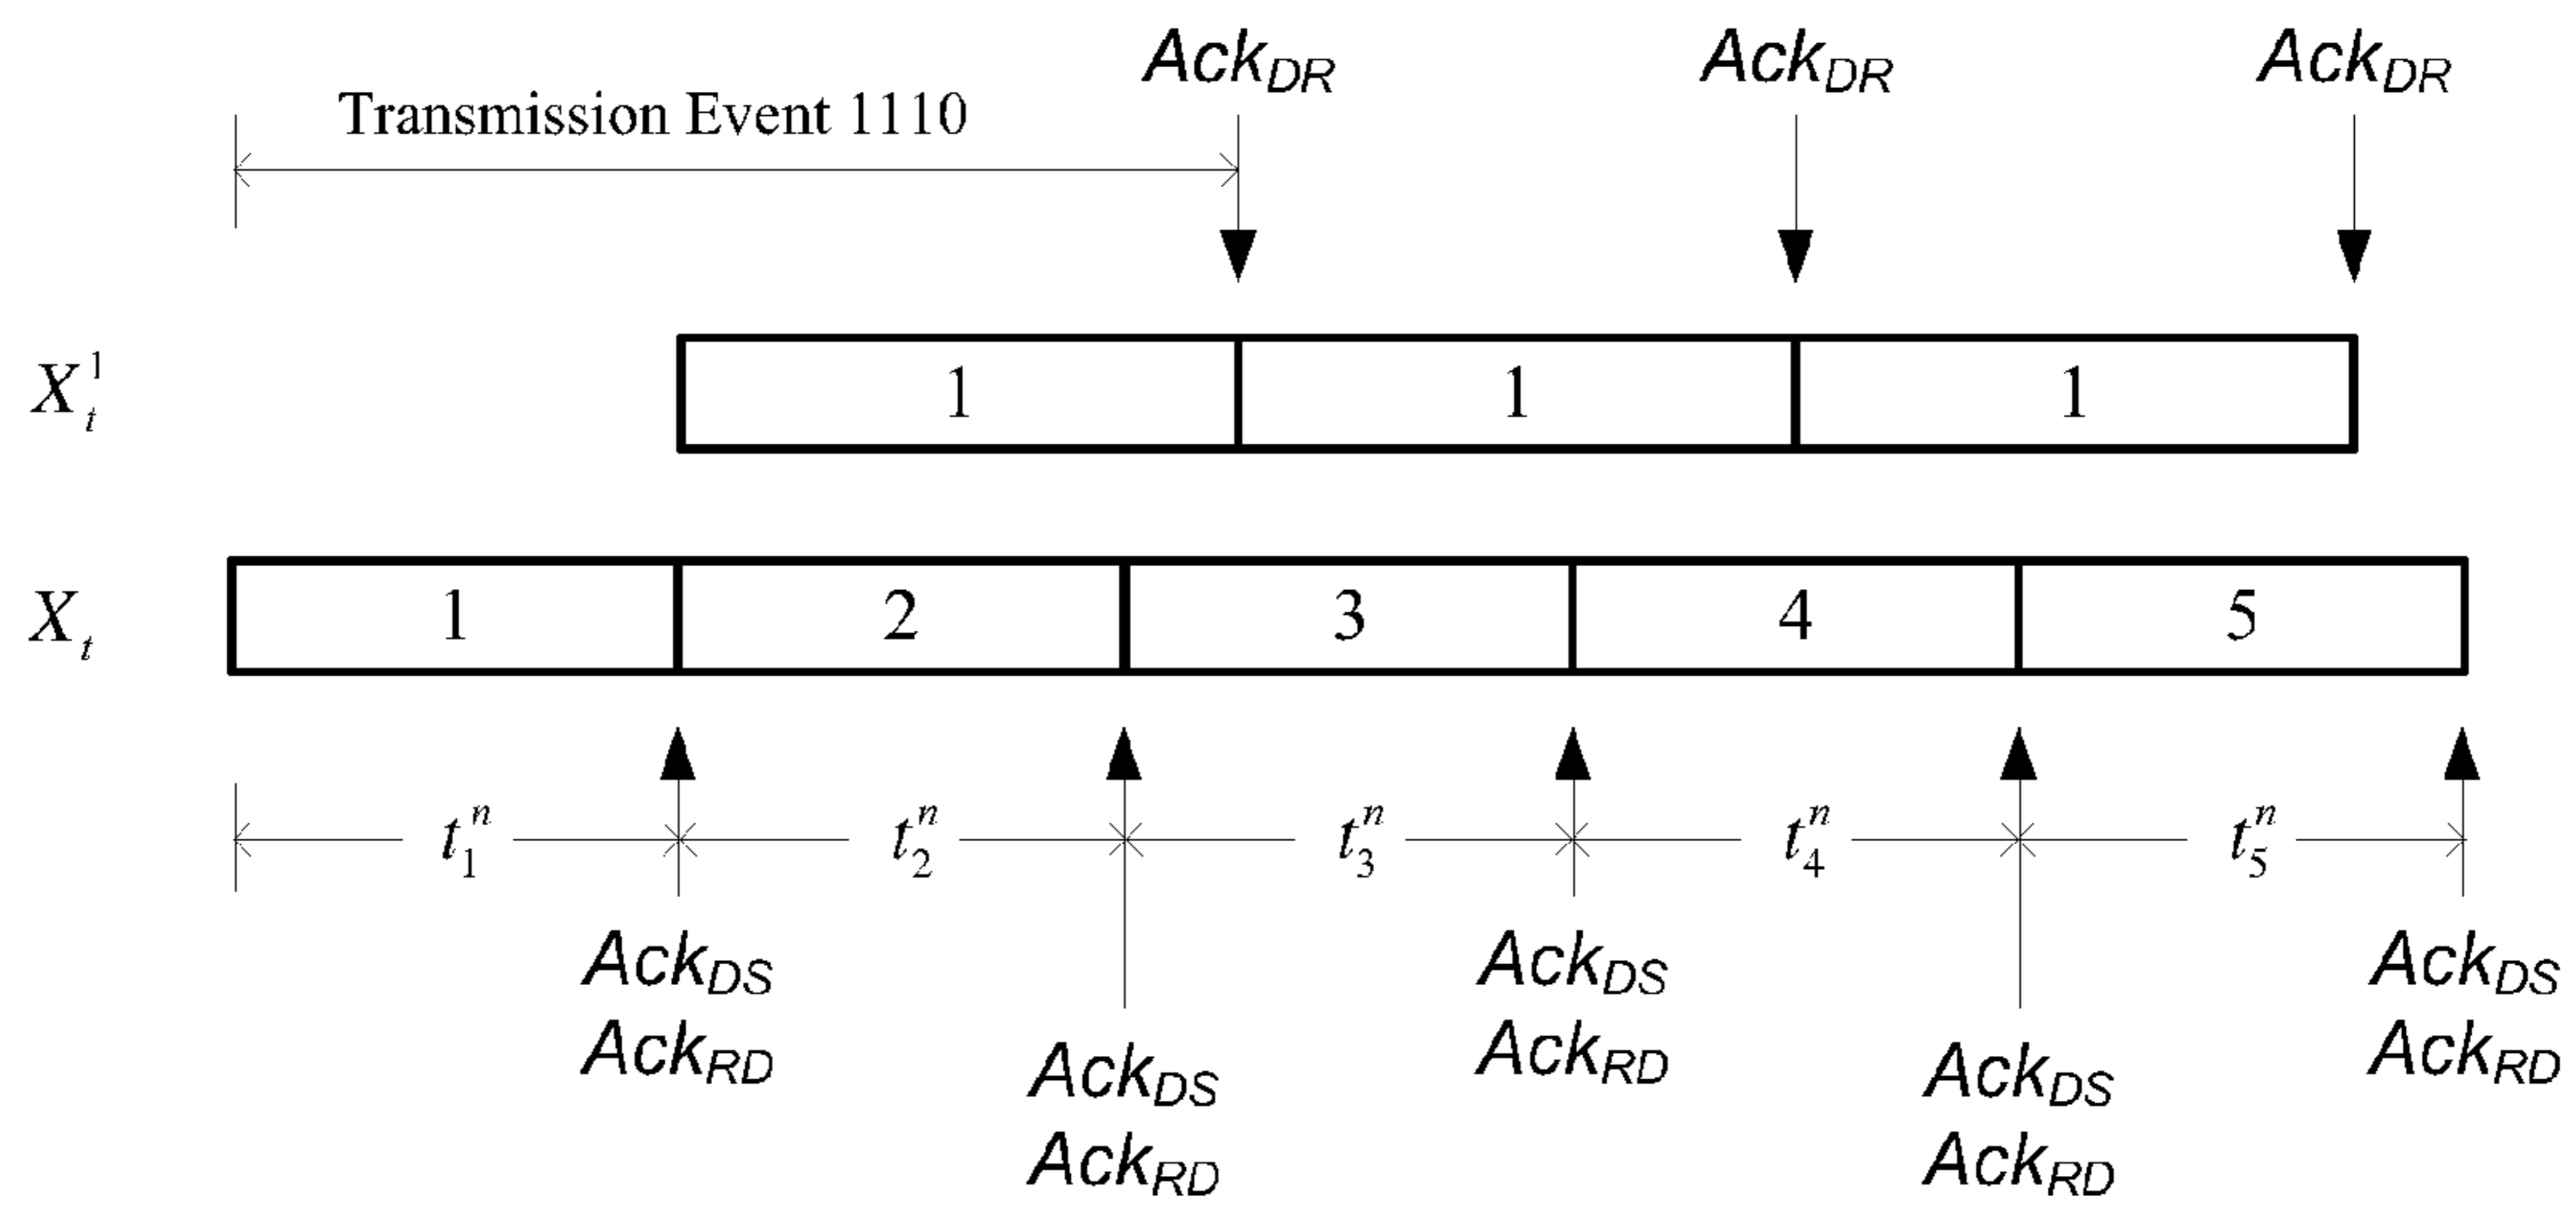 Ack_DR Ack_DR Ack_DR
Transmission Event 1110
X_t^1 1 1 1
X_t 1 2 3 4 5
t_1^n t_2^n t_3^n t_4^n t_5^n
Ack_DS Ack_DS Ack_DS
Ack_RD Ack_RD Ack_RD
Ack_DS Ack_DS
Ack_RD Ack_RD